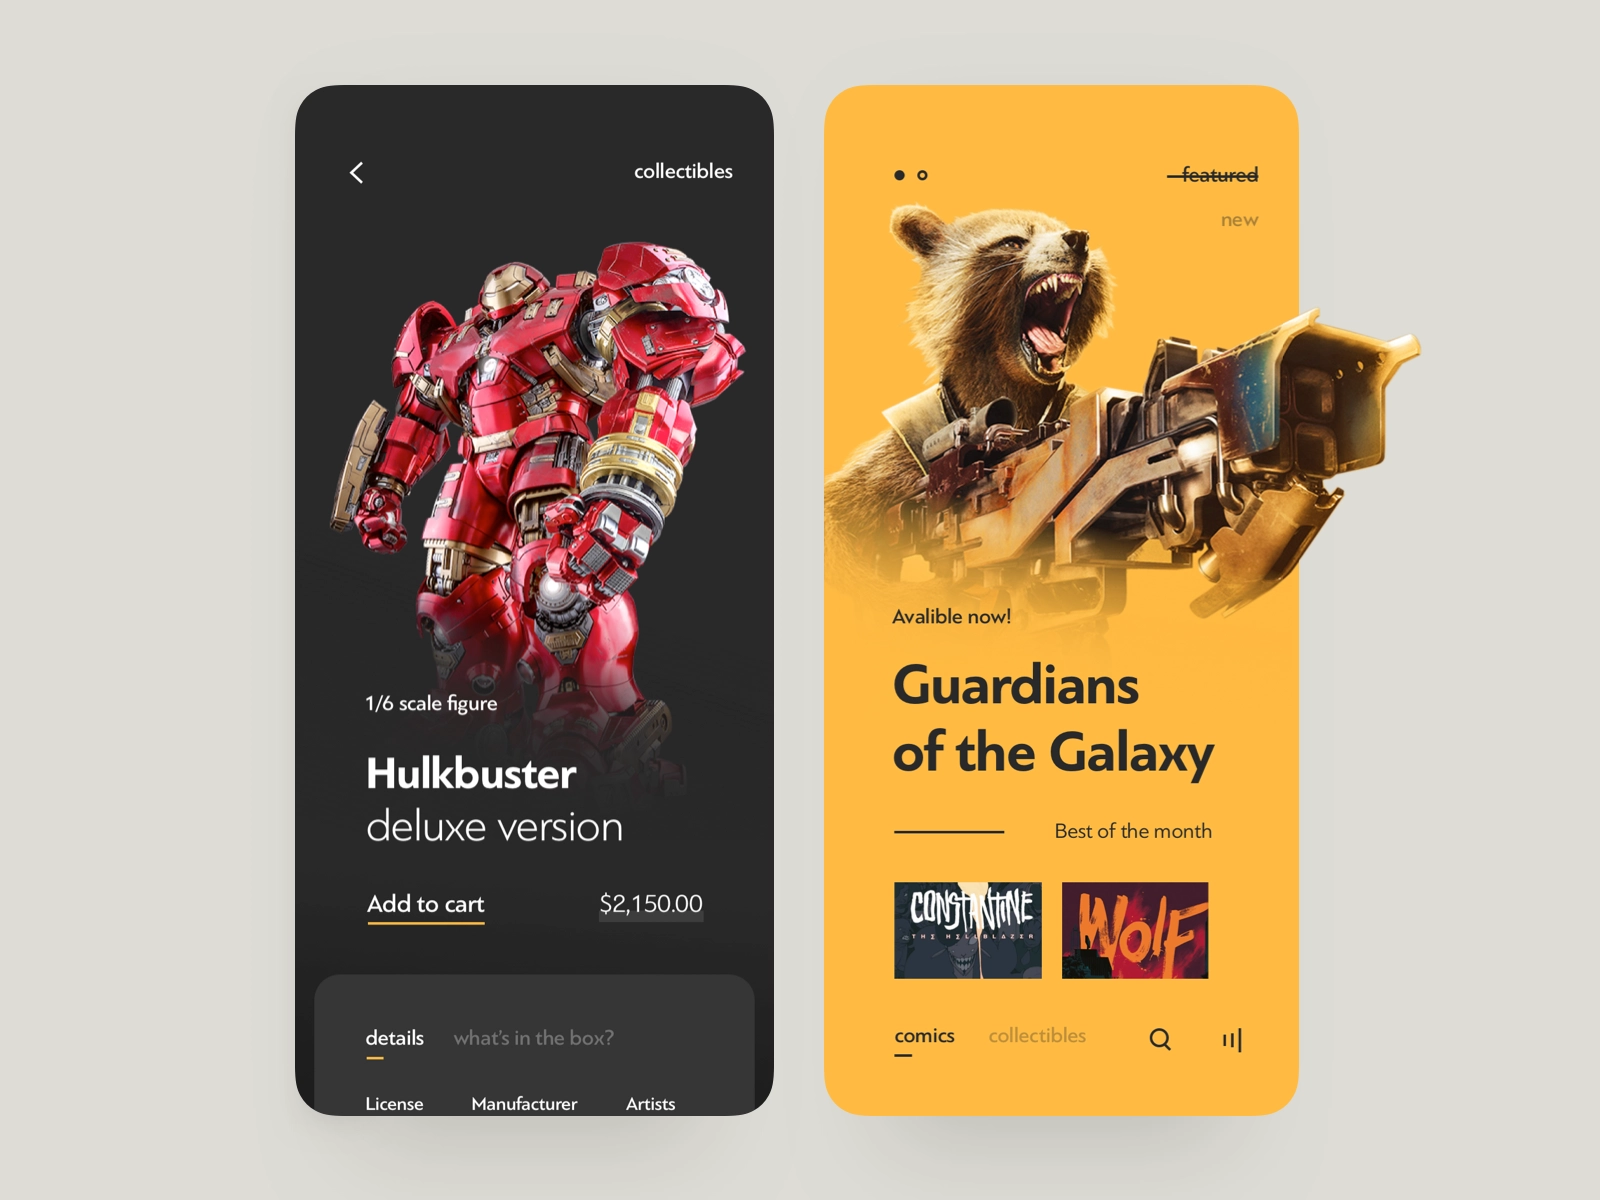 collectibles
1/6 scale figure
Hulkbuster
deluxe version
Add to cart $2,150.00
details what's in the box?
License Manufacturer Artists
featured
new
Avalible now!
Guardians
of the Galaxy
Best of the month
CONSTANTINE
THE HELLBLAZER
WOLF
comics collectibles